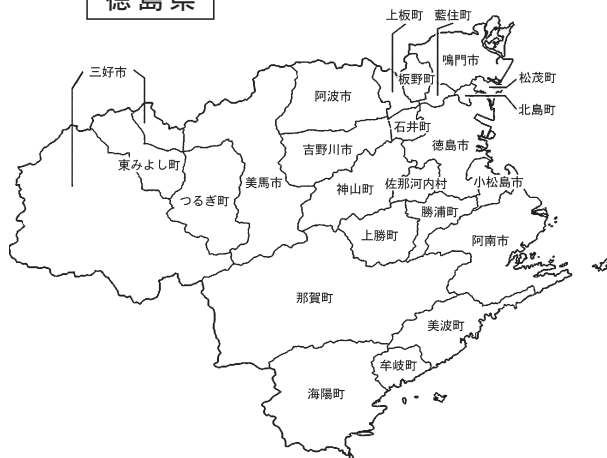 徳島県
上板町
藍住町
三好市
鳴門市
板野町
松茂町
阿波市
北島町
石井町
吉野川市
徳島市
東みよし町
美馬市
つるぎ町
神山町
佐那河内村
小松島市
勝浦町
上勝町
阿南市
那賀町
美波町
牟岐町
海陽町